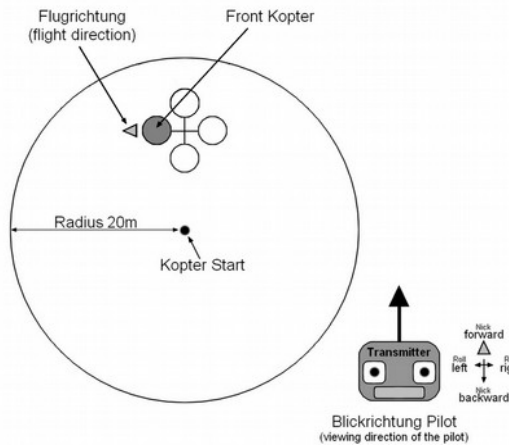 Flugrichtung
(flight direction)
Front Kopter
Radius 20m
Kopter Start
Transmitter
Nick
forward
Roll
left
R
righ
Nick
backward
Blickrichtung Pilot
(viewing direction of the pilot)